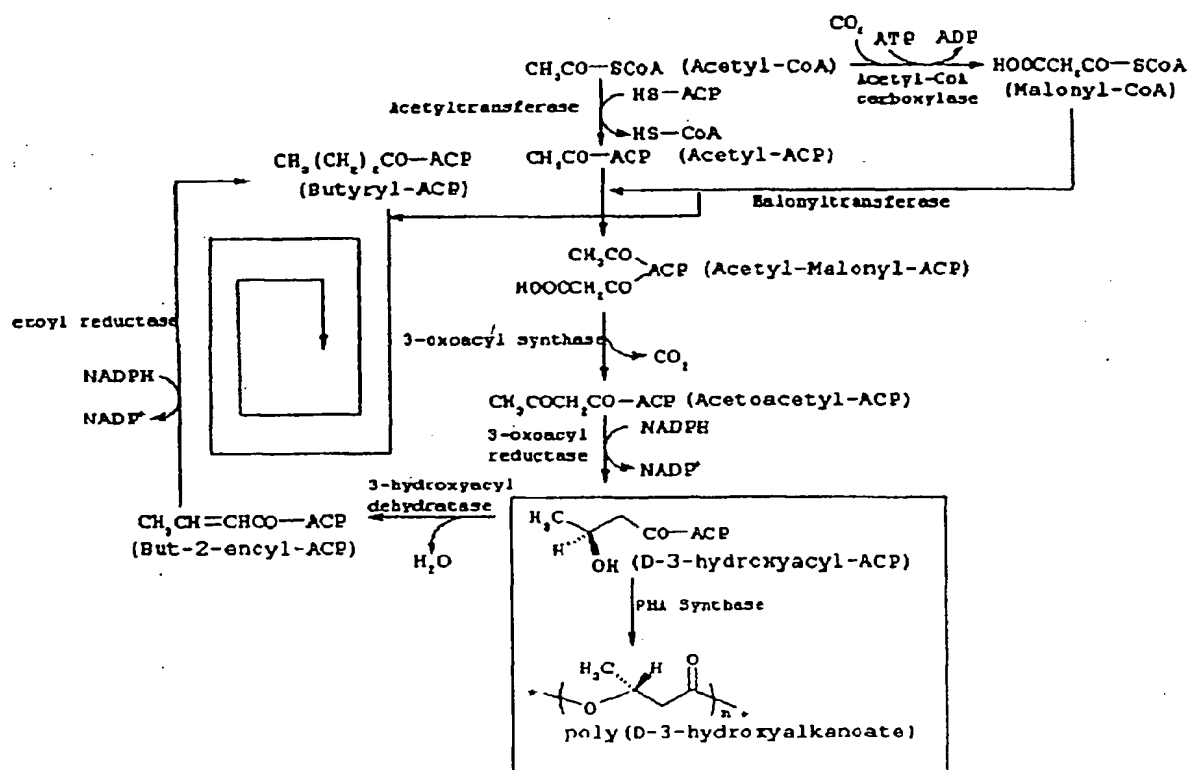 CO2
ATP ADP
CH3CO—SCoA (Acetyl-CoA)
HOOCCH2CO—SCoA
(Malonyl-CoA)
Acetyl-CoA
carboxylase
Acetyltransferase
HS—ACP
HS—CoA
CH3(CH2)2CO—ACP
(Butyryl-ACP)
CH3CO—ACP (Acetyl-ACP)
Malonyltransferase
CH3CO
ACP (Acetyl-Malonyl-ACP)
HOOCCH2CO
enoyl reductase
3-oxoacyl synthase
CO2
NADPH
NADP+
CH3COCH2CO—ACP (Acetoacetyl-ACP)
3-oxoacyl
reductase
NADPH
NADP+
3-hydroxyacyl
dehydratase
CH3CH=CHCO—ACP
(But-2-enoyl-ACP)
H2O
H3C
CO—ACP
H
OH (D-3-hydroxyacyl-ACP)
PHA Synthase
H3C H O
* O n *
poly(D-3-hydroxyalkanoate)